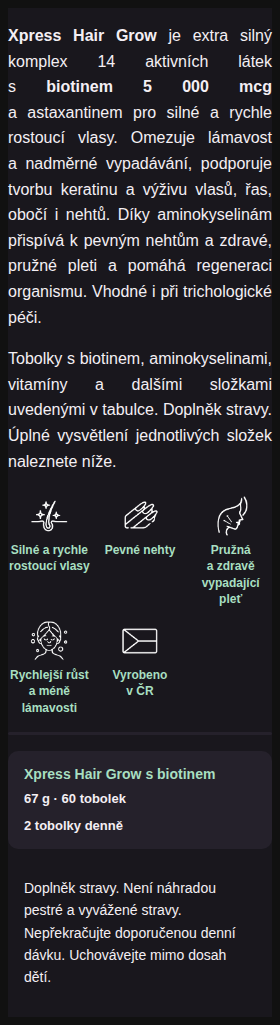 Xpress Hair Grow je extra silný
komplex 14 aktivních látek
s biotinem 5 000 mcg
a astaxantinem pro silné a rychle
rostoucí vlasy. Omezuje lámavost
a nadměrné vypadávání, podporuje
tvorbu keratinu a výživu vlasů, řas,
obočí i nehtů. Díky aminokyselinám
přispívá k pevným nehtům a zdravé,
pružné pleti a pomáhá regeneraci
organismu. Vhodné i při trichologické
péči.
Tobolky s biotinem, aminokyselinami,
vitamíny a dalšími složkami
uvedenými v tabulce. Doplněk stravy.
Úplné vysvětlení jednotlivých složek
naleznete níže.
Silné a rychle
rostoucí vlasy
Pevné nehty
Pružná
a zdravě
vypadající
pleť
Rychlejší růst
a méně
lámavosti
Vyrobeno
v ČR
Xpress Hair Grow s biotinem
67 g · 60 tobolek
2 tobolky denně
Doplněk stravy. Není náhradou
pestré a vyvážené stravy.
Nepřekračujte doporučenou denní
dávku. Uchovávejte mimo dosah
dětí.